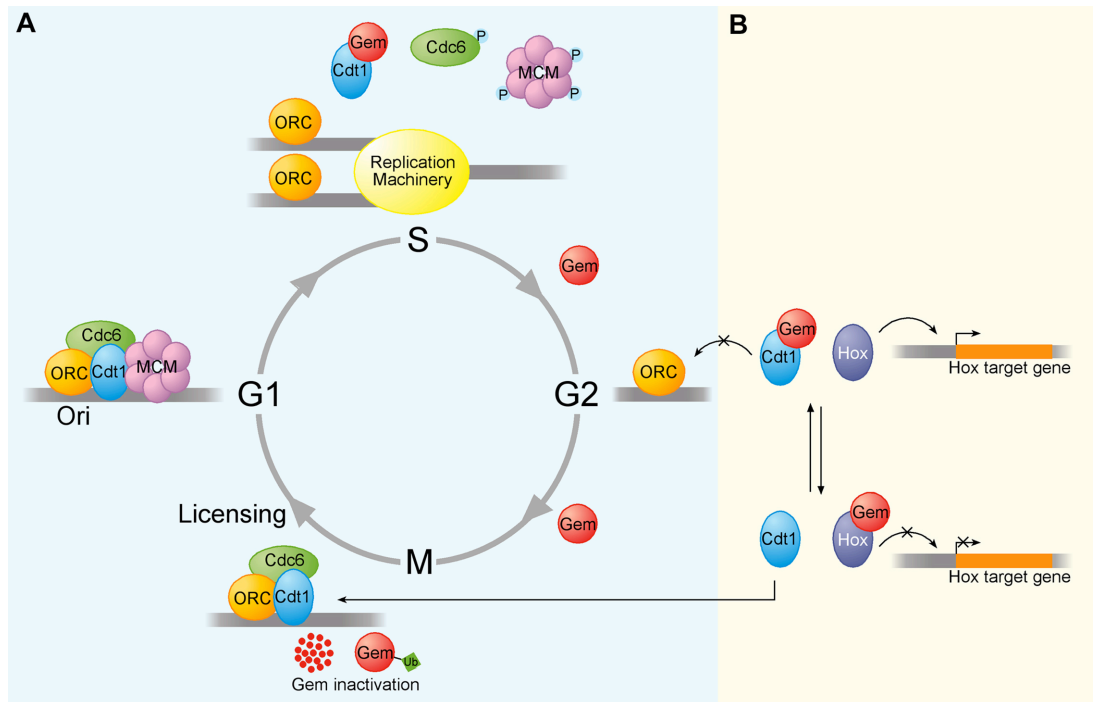 A
B
Gem
Cdt1
Cdc6
P
MCM
P
P
P
ORC
ORC
Replication
Machinery
S
Gem
Cdc6
ORC
Cdt1
MCM
Ori
G1
G2
ORC
Gem
Cdt1
Hox
Hox target gene
Licensing
Gem
M
Cdc6
ORC
Cdt1
Gem
Ub
Gem inactivation
Cdt1
Gem
Hox
Hox target gene